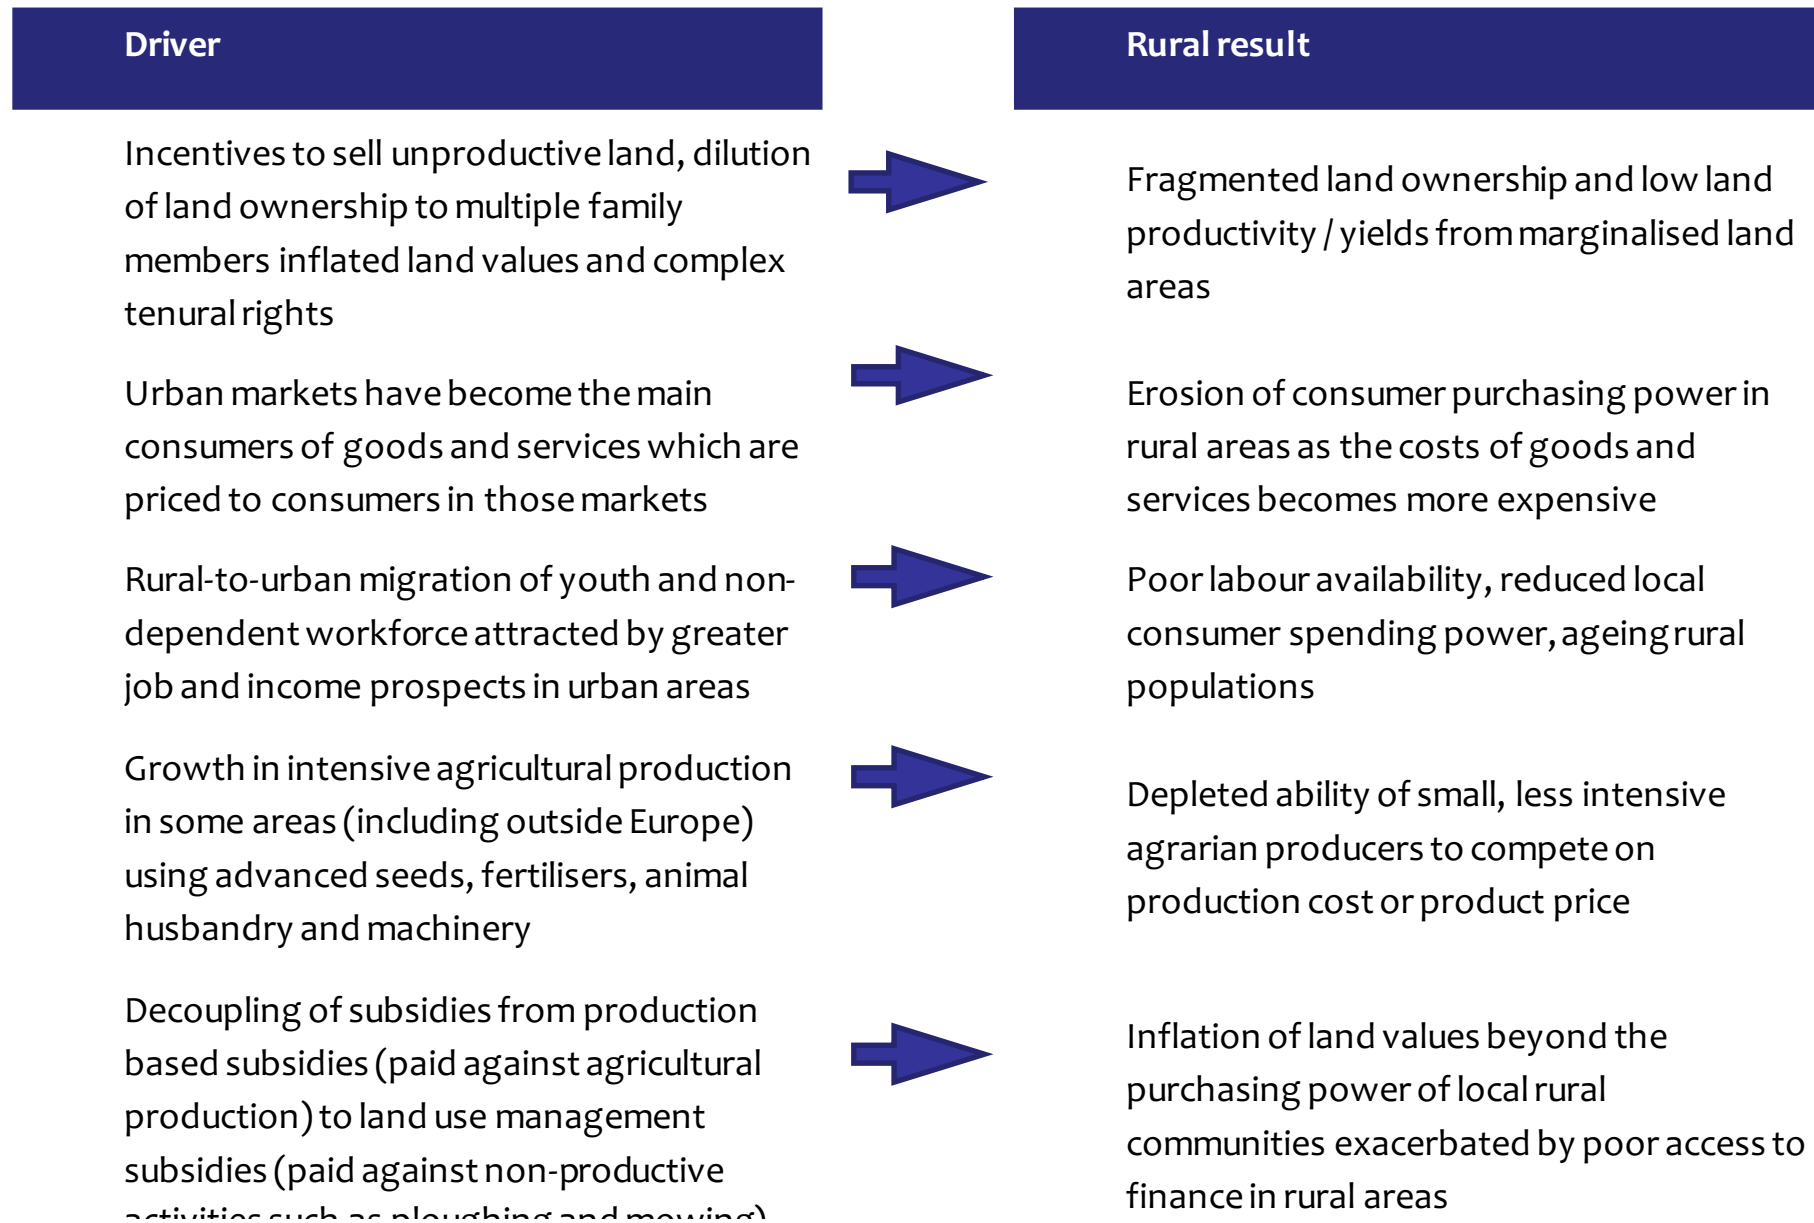 Driver
Rural result
Incentives to sell unproductive land, dilution
of land ownership to multiple family
members inflated land values and complex
tenural rights
Fragmented land ownership and low land
productivity / yields from marginalised land
areas
Urban markets have become the main
consumers of goods and services which are
priced to consumers in those markets
Erosion of consumer purchasing power in
rural areas as the costs of goods and
services becomes more expensive
Rural-to-urban migration of youth and non-
dependent workforce attracted by greater
job and income prospects in urban areas
Poor labour availability, reduced local
consumer spending power, ageing rural
populations
Growth in intensive agricultural production
in some areas (including outside Europe)
using advanced seeds, fertilisers, animal
husbandry and machinery
Depleted ability of small, less intensive
agrarian producers to compete on
production cost or product price
Decoupling of subsidies from production
based subsidies (paid against agricultural
production) to land use management
subsidies (paid against non-productive
activities such as ploughing and mowing)
Inflation of land values beyond the
purchasing power of local rural
communities exacerbated by poor access to
finance in rural areas